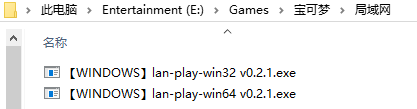 此电脑 › Entertainment (E:) › Games › 宝可梦 › 局域网
名称
【WINDOWS】lan-play-win32 v0.2.1.exe
【WINDOWS】lan-play-win64 v0.2.1.exe